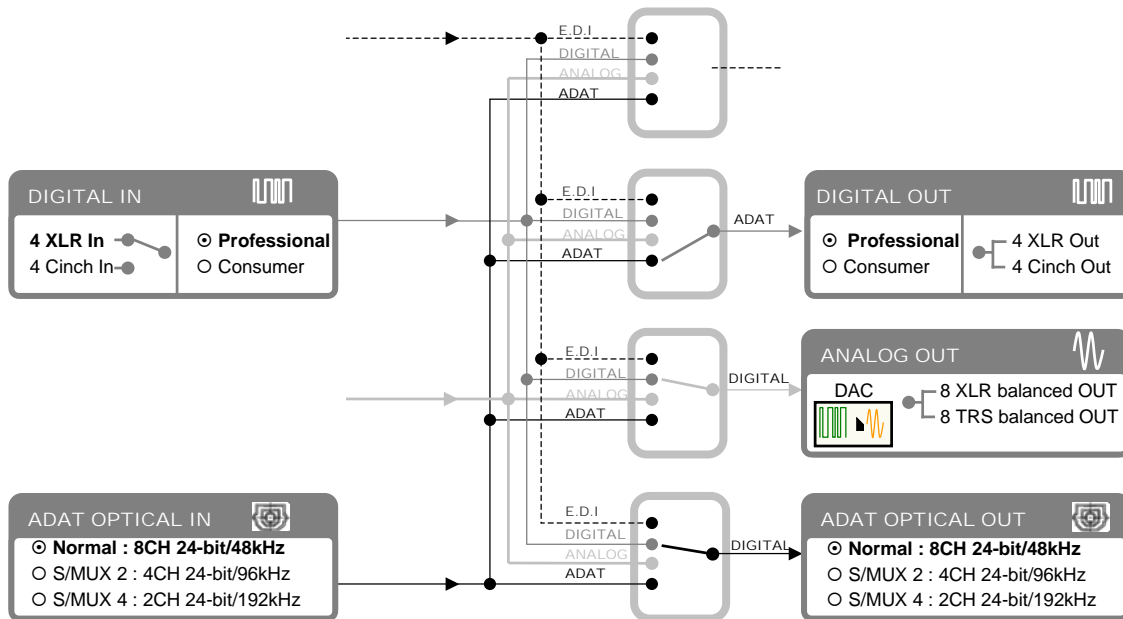 E.D.I
DIGITAL
ANALOG
ADAT
DIGITAL IN
4 XLR In
4 Cinch In
Professional
Consumer
E.D.I
DIGITAL
ANALOG
ADAT
ADAT
DIGITAL OUT
Professional
Consumer
4 XLR Out
4 Cinch Out
E.D.I
DIGITAL
ANALOG
ADAT
DIGITAL
ANALOG OUT
DAC
8 XLR balanced OUT
8 TRS balanced OUT
ADAT OPTICAL IN
Normal : 8CH 24-bit/48kHz
S/MUX 2 : 4CH 24-bit/96kHz
S/MUX 4 : 2CH 24-bit/192kHz
E.D.I
DIGITAL
ANALOG
ADAT
DIGITAL
ADAT OPTICAL OUT
Normal : 8CH 24-bit/48kHz
S/MUX 2 : 4CH 24-bit/96kHz
S/MUX 4 : 2CH 24-bit/192kHz